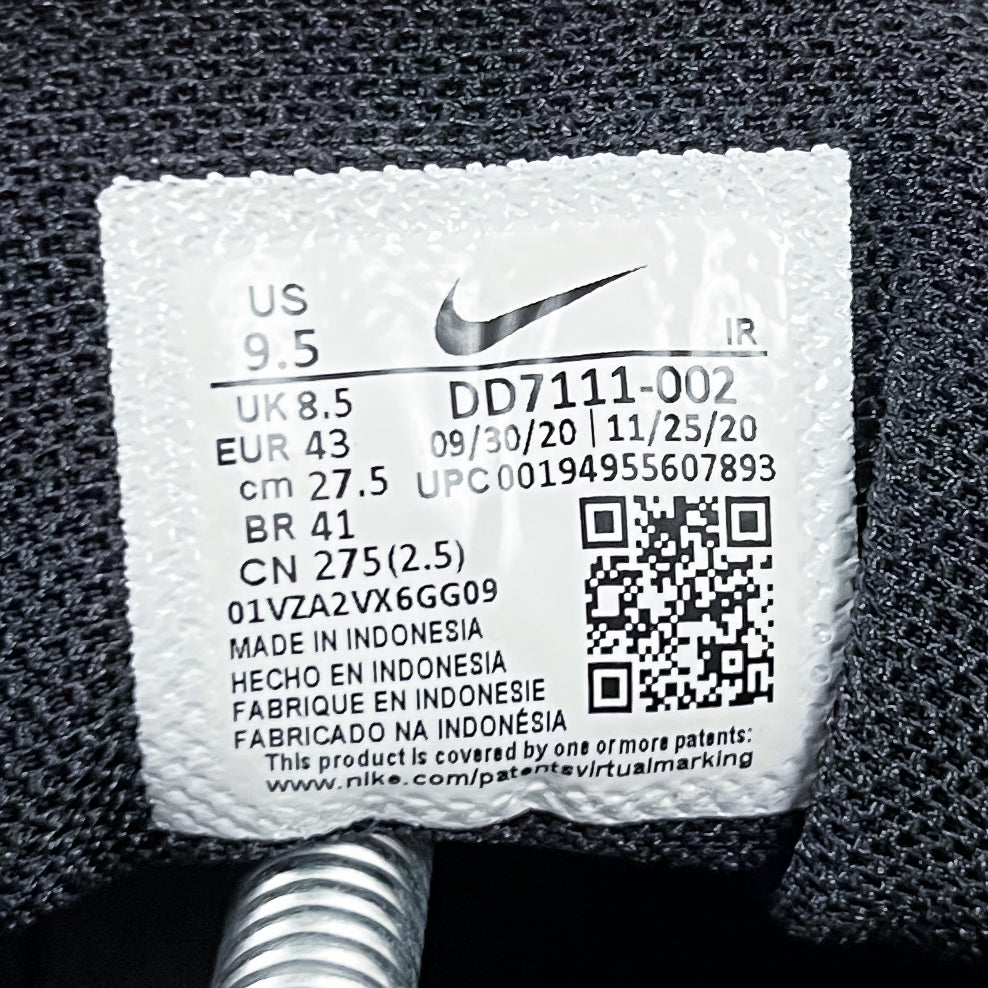 US
9.5
IR
UK 8.5
DD7111-002
EUR 43
09/30/20 | 11/25/20
cm 27.5
UPC 00194955607893
BR 41
CN 275(2.5)
01VZA2VX6GG09
MADE IN INDONESIA
HECHO EN INDONESIA
FABRIQUE EN INDONESIE
FABRICADO NA INDONÉSIA
This product is covered by one or more patents:
www.nike.com/patentsvirtualmarking